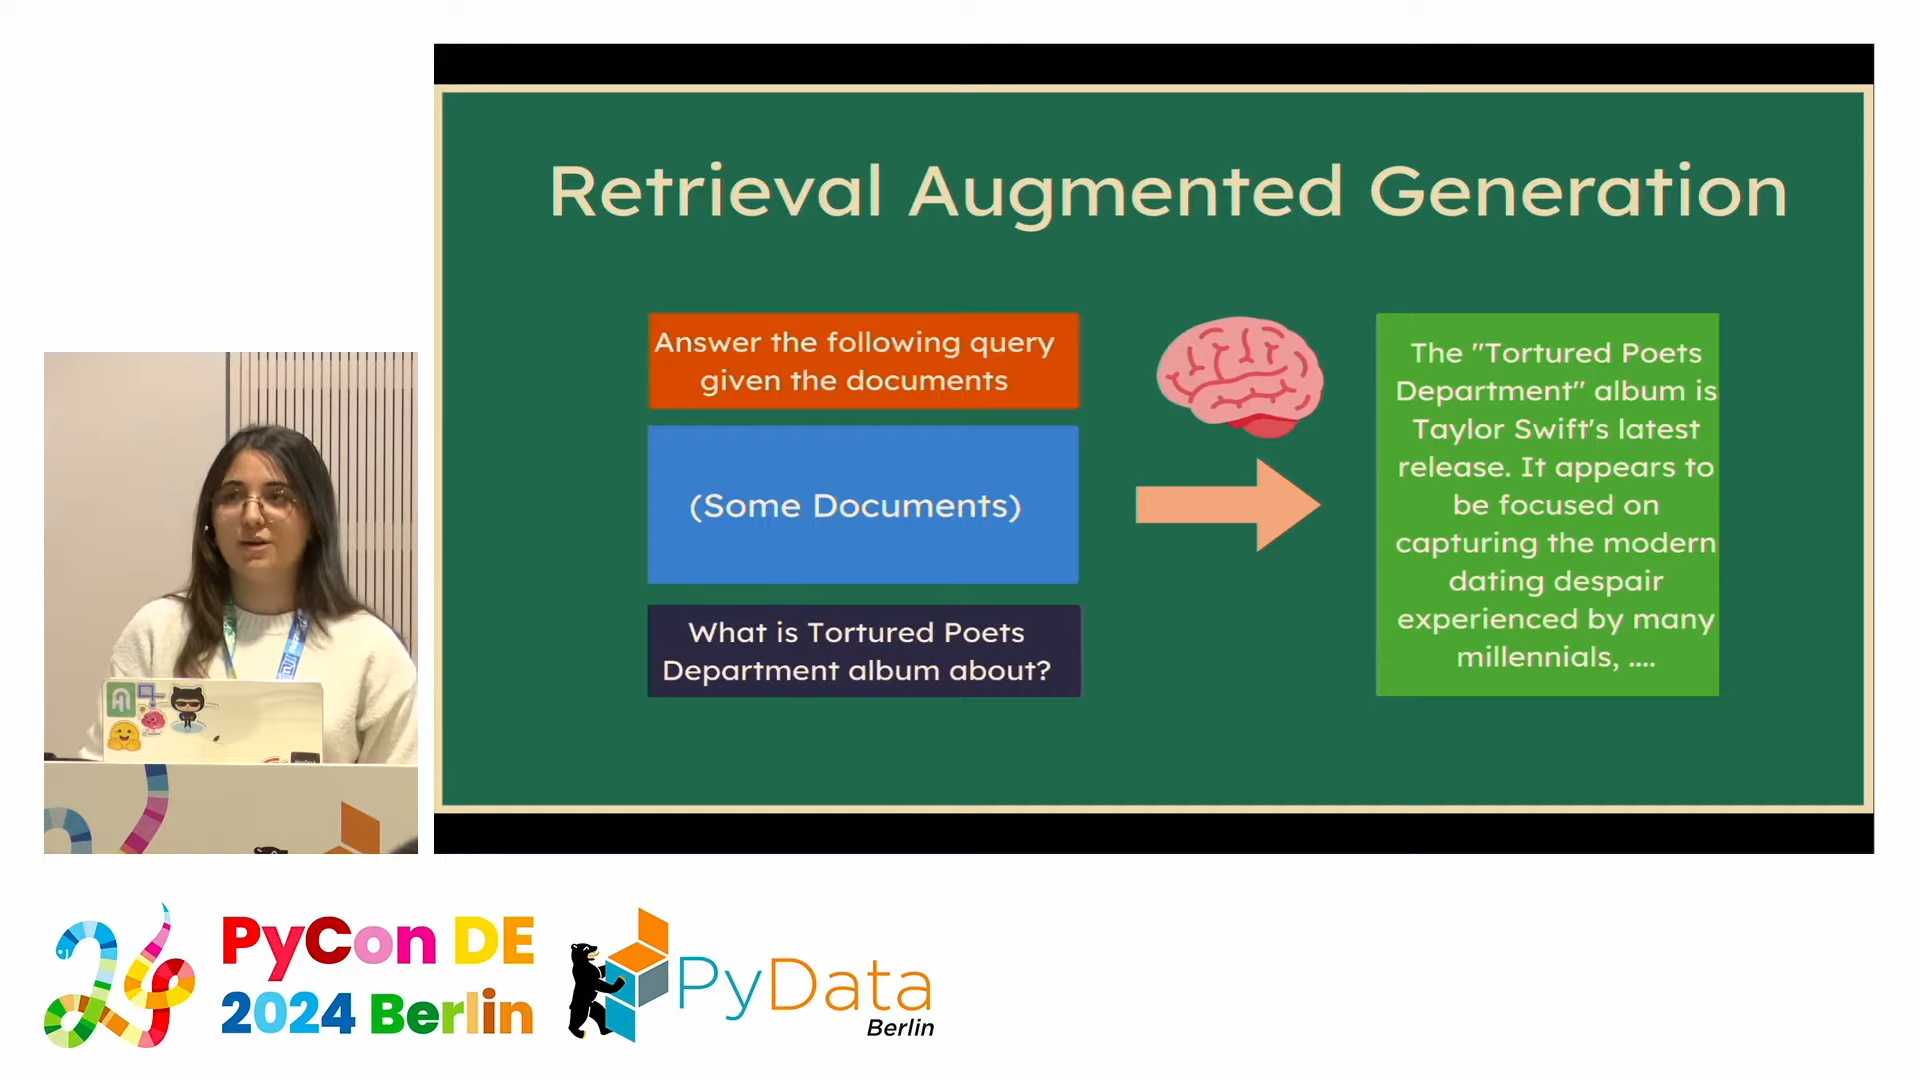 Retrieval Augmented Generation
Answer the following query
given the documents
(Some Documents)
What is Tortured Poets
Department album about?
The "Tortured Poets
Department" album is
Taylor Swift's latest
release. It appears to
be focused on
capturing the modern
dating despair
experienced by many
millennials, ....
PyCon DE
2024 Berlin
PyData
Berlin